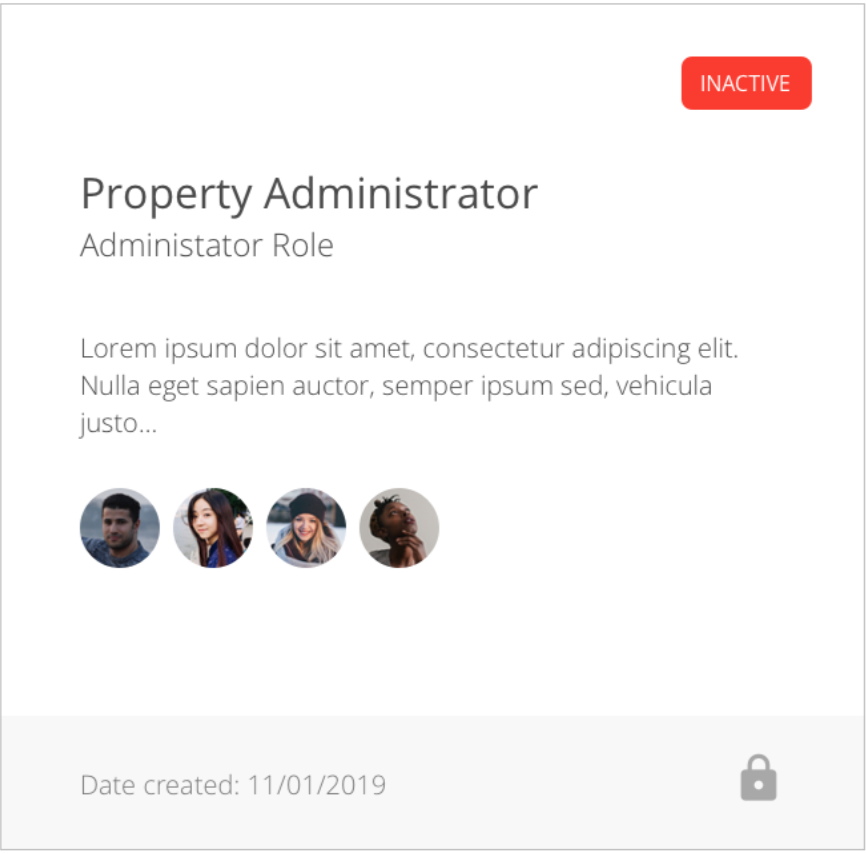 INACTIVE
Property Administrator
Administator Role
Lorem ipsum dolor sit amet, consectetur adipiscing elit.
Nulla eget sapien auctor, semper ipsum sed, vehicula
justo...
Date created: 11/01/2019